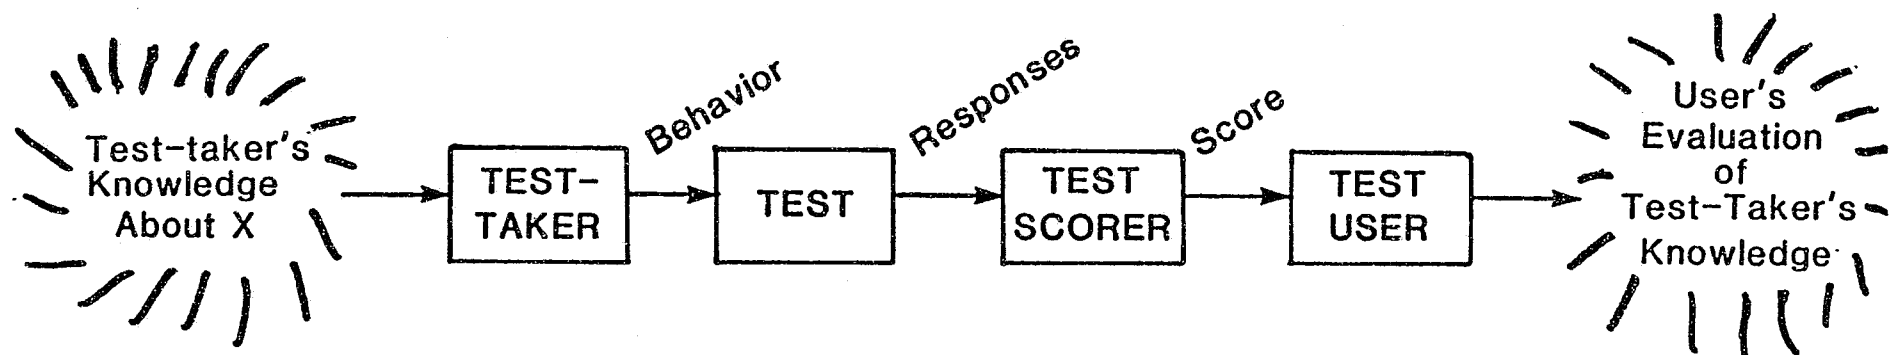 Test-taker's
Knowledge
About X
TEST-
TAKER
Behavior
TEST
Responses
TEST
SCORER
Score
TEST
USER
User's
Evaluation
of
Test-Taker's
Knowledge